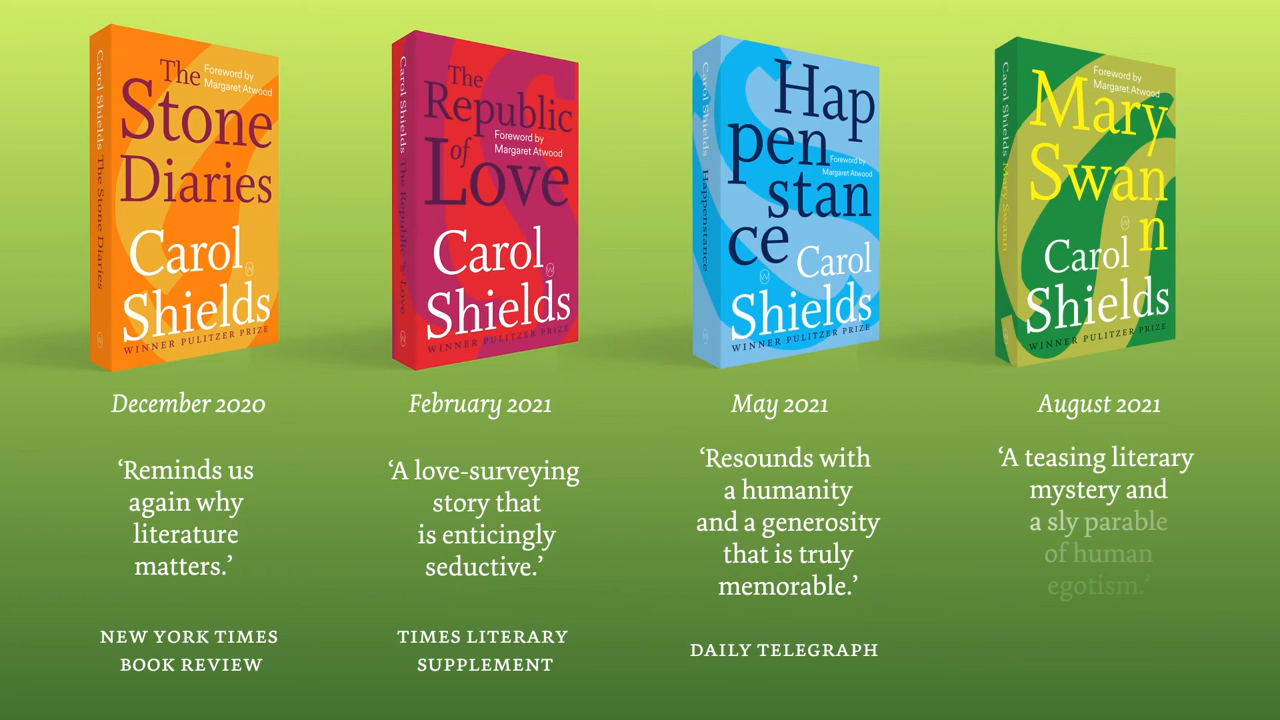 Carol Shields The Stone Diaries
The
Foreword by
Margaret Atwood
Stone
Diaries
Carol
Shields
WINNER PULITZER PRIZE
December 2020
‘Reminds us
again why
literature
matters.’
NEW YORK TIMES
BOOK REVIEW
Carol Shields The Republic of Love
The
Republic
of
Foreword by
Margaret Atwood
Love
Carol
Shields
WINNER PULITZER PRIZE
February 2021
‘A love-surveying
story that
is enticingly
seductive.’
TIMES LITERARY
SUPPLEMENT
Carol Shields Happenstance
Hap
pen
Foreword by
Margaret Atwood
stan
ce
Carol
Shields
WINNER PULITZER PRIZE
May 2021
‘Resounds with
a humanity
and a generosity
that is truly
memorable.’
DAILY TELEGRAPH
Carol Shields Mary Swann
Foreword by
Margaret Atwood
Mary
Swan
n
Carol
Shields
WINNER PULITZER PRIZE
August 2021
‘A teasing literary
mystery and
a sly parable
of human
egotism.’